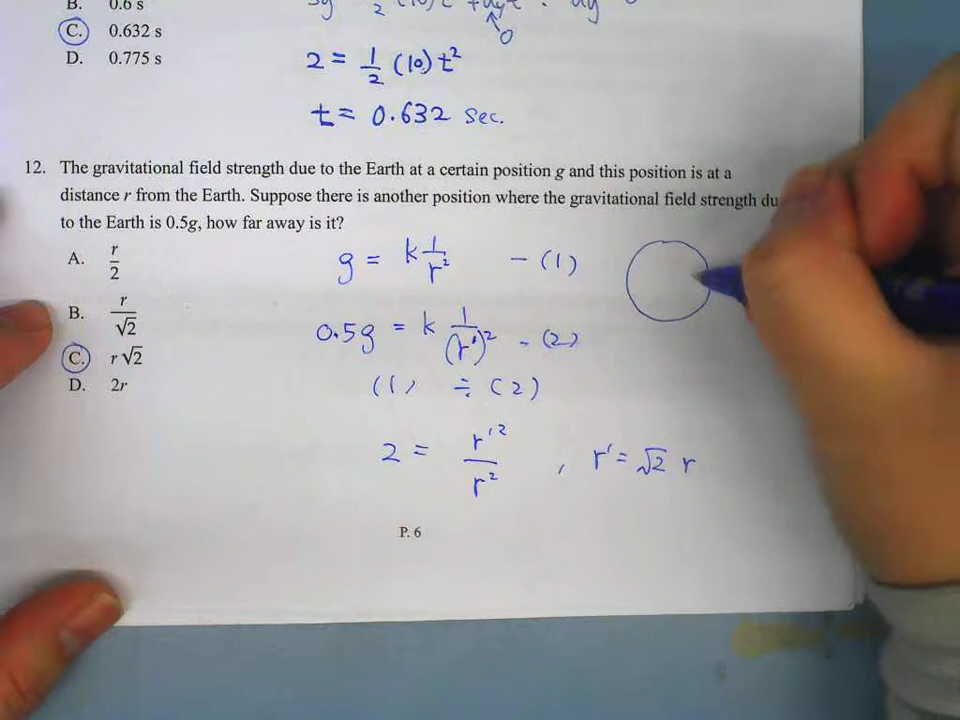 B. 0.6 s
C. 0.632 s
D. 0.775 s
2 = 1/2 (10) t²
t = 0.632 sec.
12. The gravitational field strength due to the Earth at a certain position g and this position is at a
distance r from the Earth. Suppose there is another position where the gravitational field strength du
to the Earth is 0.5g, how far away is it?
A. r/2
B. r/√2
C. r√2
D. 2r
g = k 1/r² - (1)
0.5g = k 1/(r')² - (2)
(1) ÷ (2)
2 = r'²/r² , r' = √2 r
P. 6